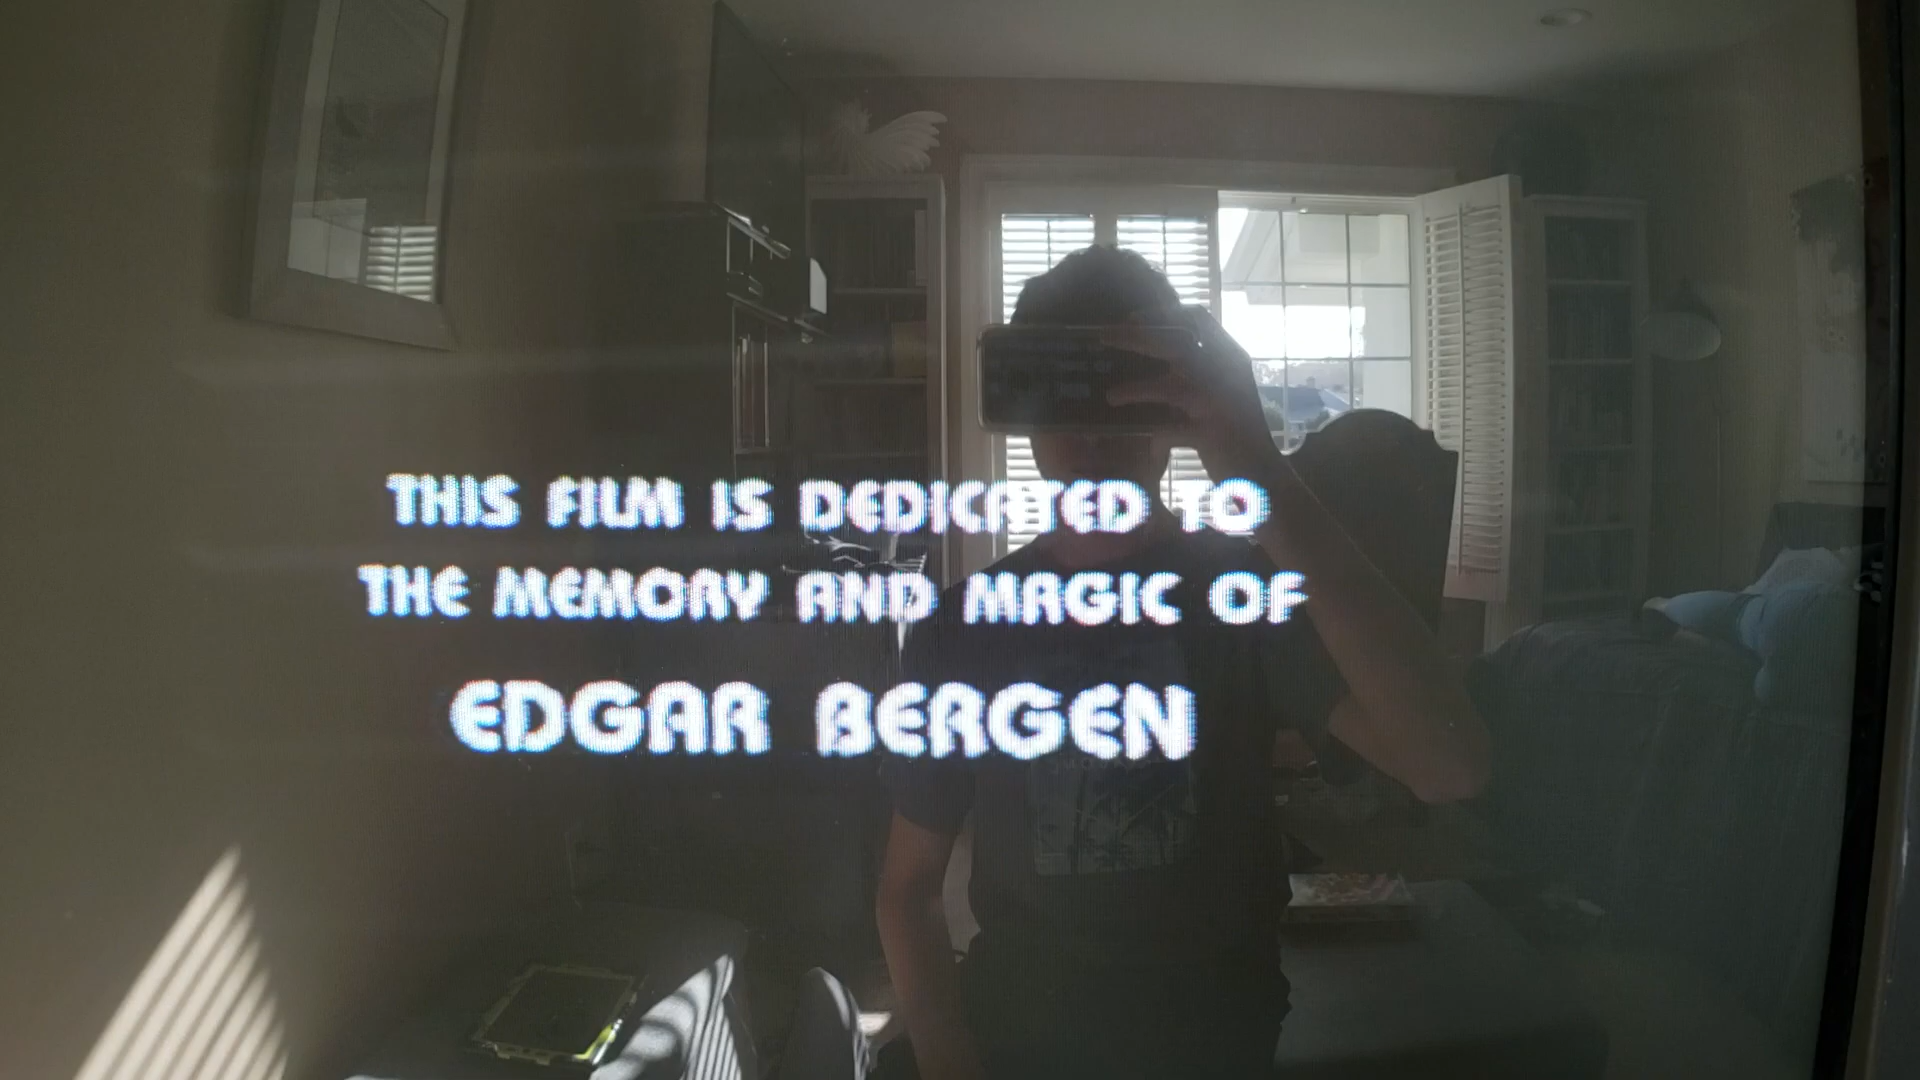 THIS FILM IS DEDICATED TO
THE MEMORY AND MAGIC OF
EDGAR BERGEN